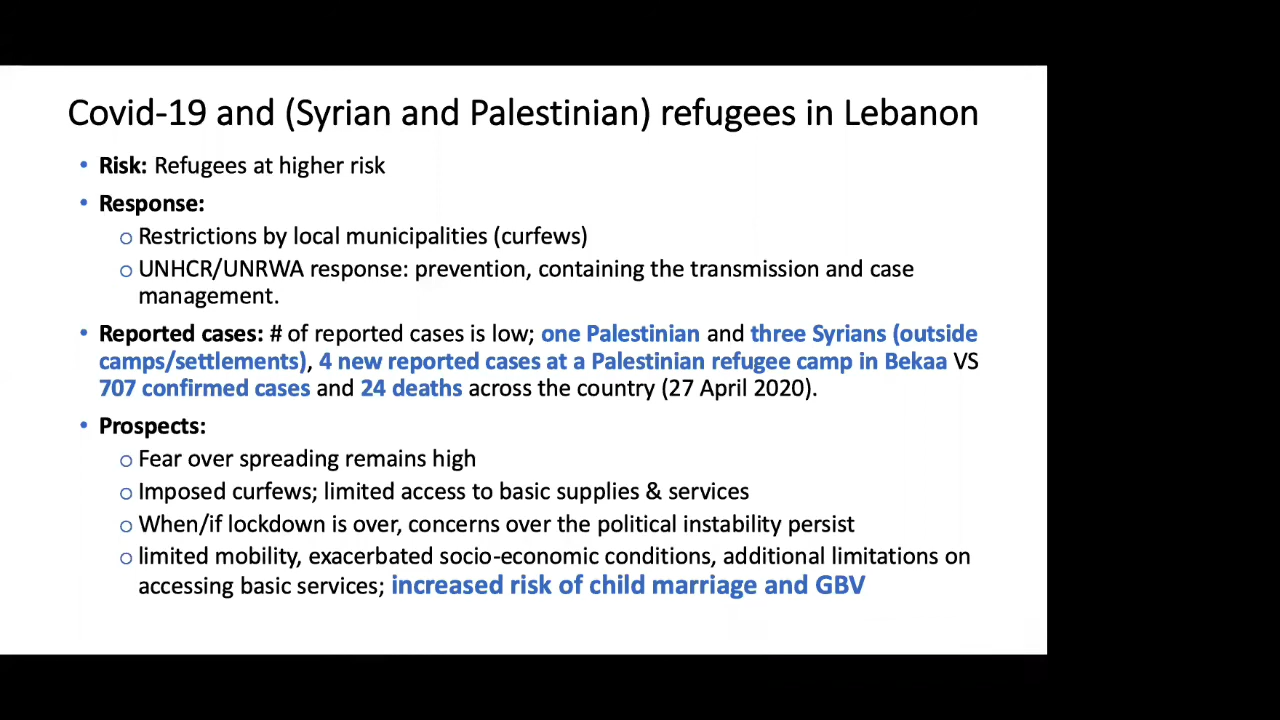 Covid-19 and (Syrian and Palestinian) refugees in Lebanon
• Risk: Refugees at higher risk
• Response:
o Restrictions by local municipalities (curfews)
o UNHCR/UNRWA response: prevention, containing the transmission and case
management.
• Reported cases: # of reported cases is low; one Palestinian and three Syrians (outside
camps/settlements), 4 new reported cases at a Palestinian refugee camp in Bekaa VS
707 confirmed cases and 24 deaths across the country (27 April 2020).
• Prospects:
o Fear over spreading remains high
o Imposed curfews; limited access to basic supplies & services
o When/if lockdown is over, concerns over the political instability persist
o limited mobility, exacerbated socio-economic conditions, additional limitations on
accessing basic services; increased risk of child marriage and GBV